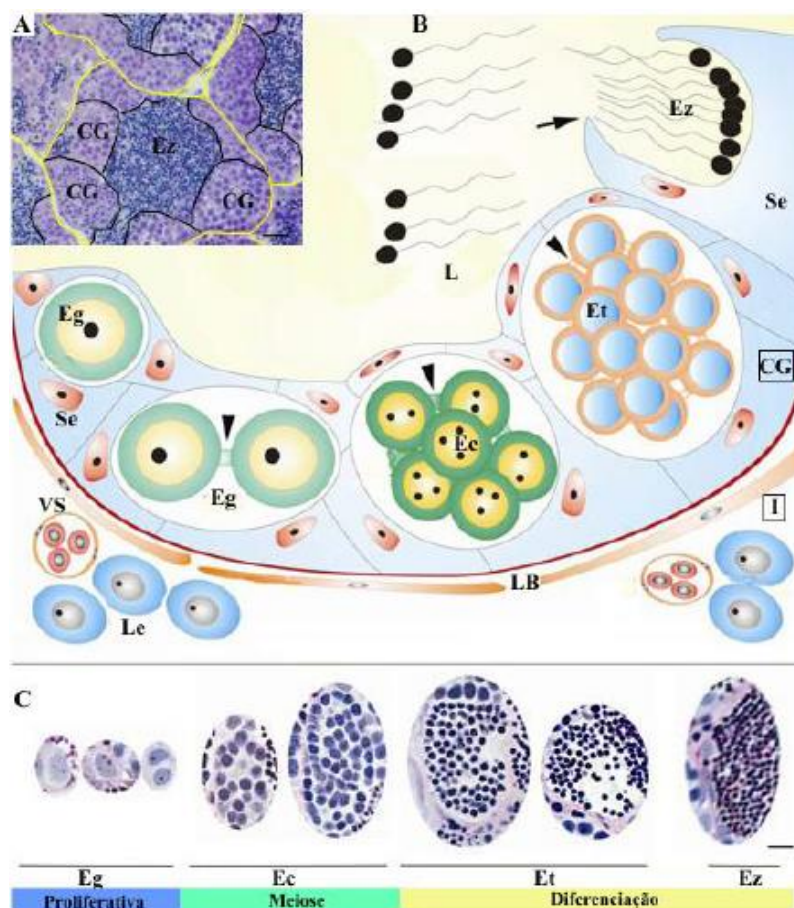 A
B
CG
Ez
CG
CG
Ez
Se
L
Eg
Et
CG
Se
Ec
Eg
VS
I
LB
Le
C
Eg Ec Et Ez
Proliferativa Meiose Diferenciação